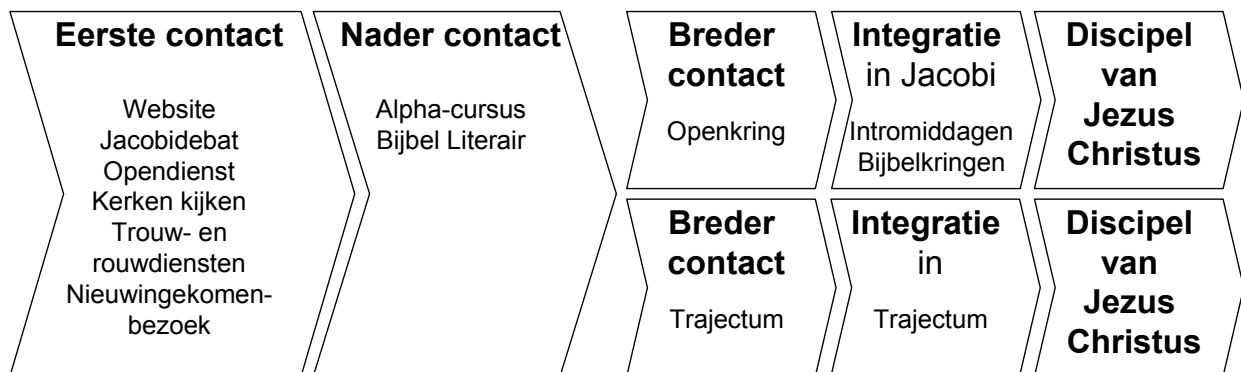 Eerste contact
Website
Jacobidebat
Opendienst
Kerken kijken
Trouw- en
rouwdiensten
Nieuwingekomen-
bezoek
Nader contact
Alpha-cursus
Bijbel Literair
Breder
contact
Openkring
Integratie
in Jacobi
Intromiddagen
Bijbelkringen
Discipel
van
Jezus
Christus
Breder
contact
Trajectum
Integratie
in
Trajectum
Discipel
van
Jezus
Christus